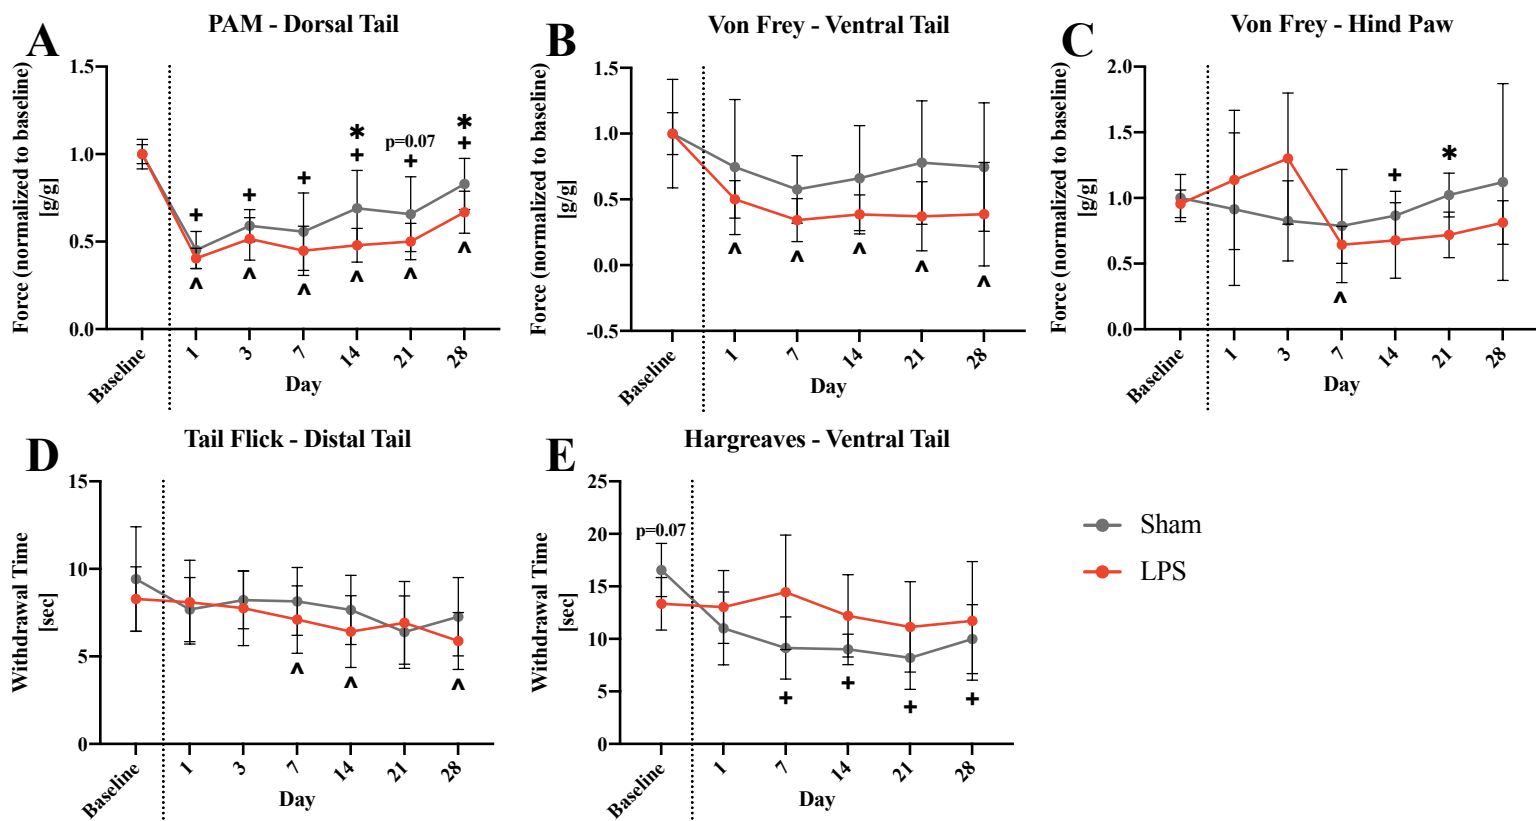 A
PAM - Dorsal Tail
Force (normalized to baseline)
[g/g]
1.5
1.0
0.5
0.0
+
+
+
*
+
p=0.07
+
*
+
^
^
^
^
^
^
Baseline
1
3
7
14
21
28
Day
B
Von Frey - Ventral Tail
Force (normalized to baseline)
[g/g]
1.5
1.0
0.5
0.0
-0.5
^
^
^
^
^
Baseline
1
7
14
21
28
Day
C
Von Frey - Hind Paw
Force (normalized to baseline)
[g/g]
2.0
1.5
1.0
0.5
0.0
^
+
*
Baseline
1
3
7
14
21
28
Day
D
Tail Flick - Distal Tail
Withdrawal Time
[sec]
15
10
5
0
^
^
^
Baseline
1
3
7
14
21
28
Day
E
Hargreaves - Ventral Tail
Withdrawal Time
[sec]
25
20
15
10
5
0
p=0.07
+
+
+
+
Baseline
1
7
14
21
28
Day
Sham
LPS